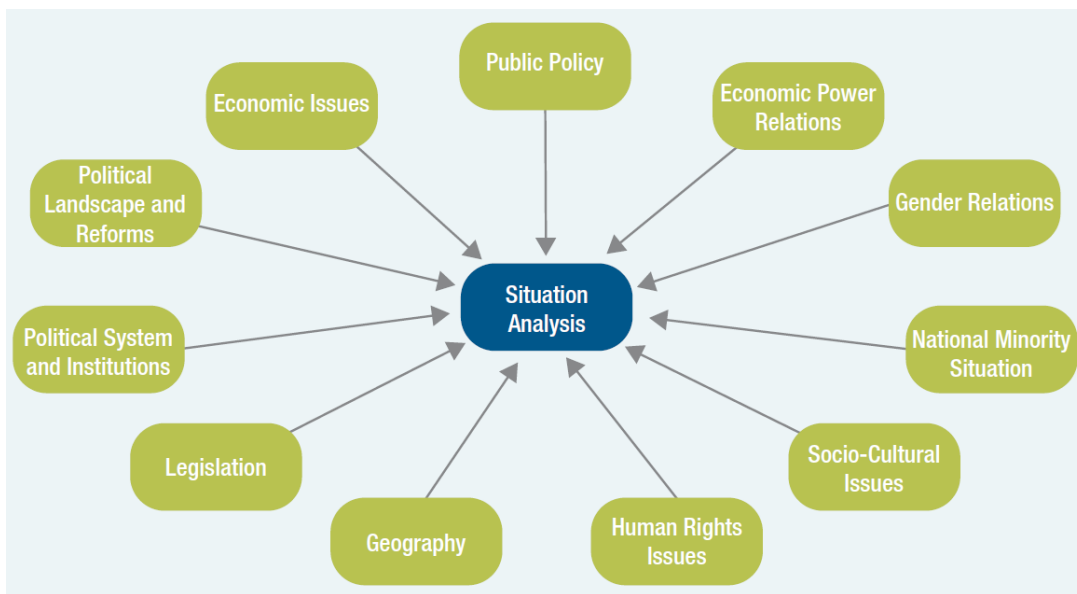 Public Policy
Economic Issues
Economic Power
Relations
Political
Landscape and
Reforms
Gender Relations
Situation
Analysis
Political System
and Institutions
National Minority
Situation
Legislation
Socio-Cultural
Issues
Geography
Human Rights
Issues